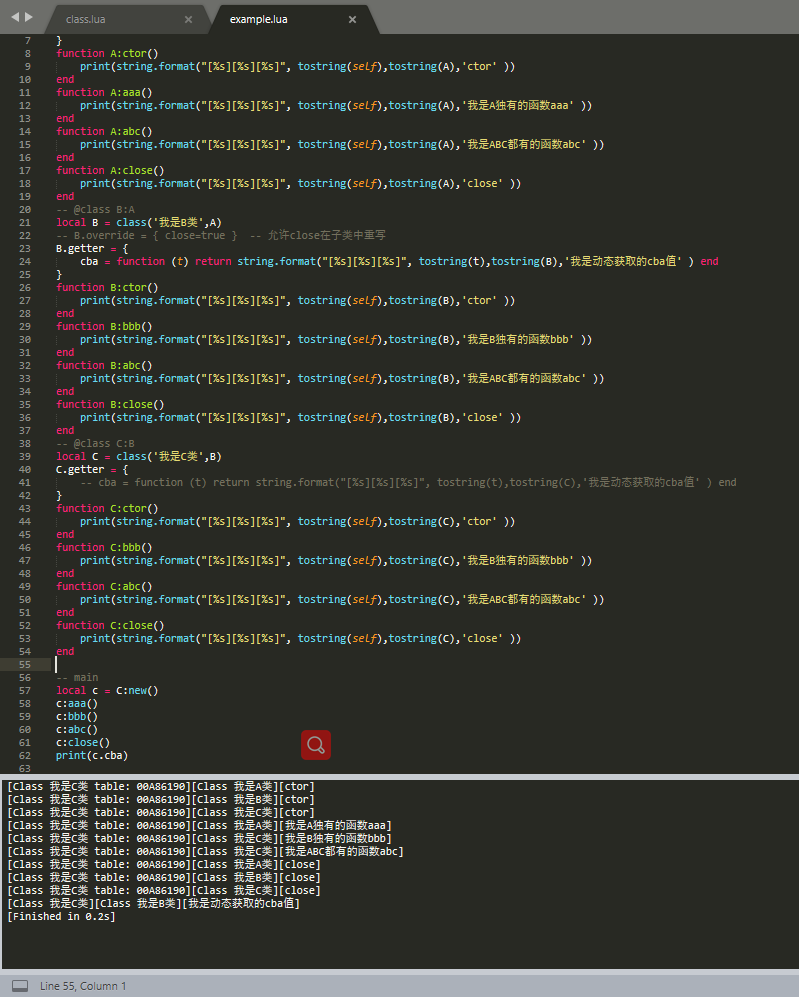 class.lua × example.lua ×
7 }
8 function A:ctor()
9 print(string.format("[%s][%s][%s]", tostring(self),tostring(A),'ctor' ))
10 end
11 function A:aaa()
12 print(string.format("[%s][%s][%s]", tostring(self),tostring(A),'我是A独有的函数aaa' ))
13 end
14 function A:abc()
15 print(string.format("[%s][%s][%s]", tostring(self),tostring(A),'我是ABC都有的函数abc' ))
16 end
17 function A:close()
18 print(string.format("[%s][%s][%s]", tostring(self),tostring(A),'close' ))
19 end
20 -- @class B:A
21 local B = class('我是B类',A)
22 -- B.override = { close=true } -- 允许close在子类中重写
23 B.getter = {
24 cba = function (t) return string.format("[%s][%s][%s]", tostring(t),tostring(B),'我是动态获取的cba值' ) end
25 }
26 function B:ctor()
27 print(string.format("[%s][%s][%s]", tostring(self),tostring(B),'ctor' ))
28 end
29 function B:bbb()
30 print(string.format("[%s][%s][%s]", tostring(self),tostring(B),'我是B独有的函数bbb' ))
31 end
32 function B:abc()
33 print(string.format("[%s][%s][%s]", tostring(self),tostring(B),'我是ABC都有的函数abc' ))
34 end
35 function B:close()
36 print(string.format("[%s][%s][%s]", tostring(self),tostring(B),'close' ))
37 end
38 -- @class C:B
39 local C = class('我是C类',B)
40 C.getter = {
41 -- cba = function (t) return string.format("[%s][%s][%s]", tostring(t),tostring(C),'我是动态获取的cba值' ) end
42 }
43 function C:ctor()
44 print(string.format("[%s][%s][%s]", tostring(self),tostring(C),'ctor' ))
45 end
46 function C:bbb()
47 print(string.format("[%s][%s][%s]", tostring(self),tostring(C),'我是B独有的函数bbb' ))
48 end
49 function C:abc()
50 print(string.format("[%s][%s][%s]", tostring(self),tostring(C),'我是ABC都有的函数abc' ))
51 end
52 function C:close()
53 print(string.format("[%s][%s][%s]", tostring(self),tostring(C),'close' ))
54 end
55
56 -- main
57 local c = C:new()
58 c:aaa()
59 c:bbb()
60 c:abc()
61 c:close()
62 print(c.cba)
63
[Class 我是C类 table: 00A86190][Class 我是A类][ctor]
[Class 我是C类 table: 00A86190][Class 我是B类][ctor]
[Class 我是C类 table: 00A86190][Class 我是C类][ctor]
[Class 我是C类 table: 00A86190][Class 我是A类][我是A独有的函数aaa]
[Class 我是C类 table: 00A86190][Class 我是C类][我是B独有的函数bbb]
[Class 我是C类 table: 00A86190][Class 我是C类][我是ABC都有的函数abc]
[Class 我是C类 table: 00A86190][Class 我是A类][close]
[Class 我是C类 table: 00A86190][Class 我是B类][close]
[Class 我是C类 table: 00A86190][Class 我是C类][close]
[Class 我是C类][Class 我是B类][我是动态获取的cba值]
[Finished in 0.2s]
Line 55, Column 1